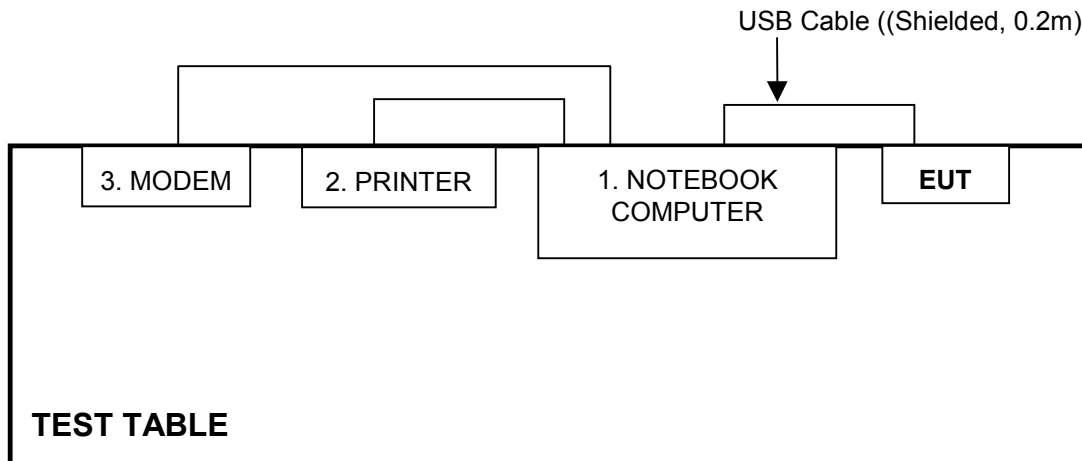 USB Cable ((Shielded, 0.2m)
3. MODEM
2. PRINTER
1. NOTEBOOK
COMPUTER
EUT
TEST TABLE